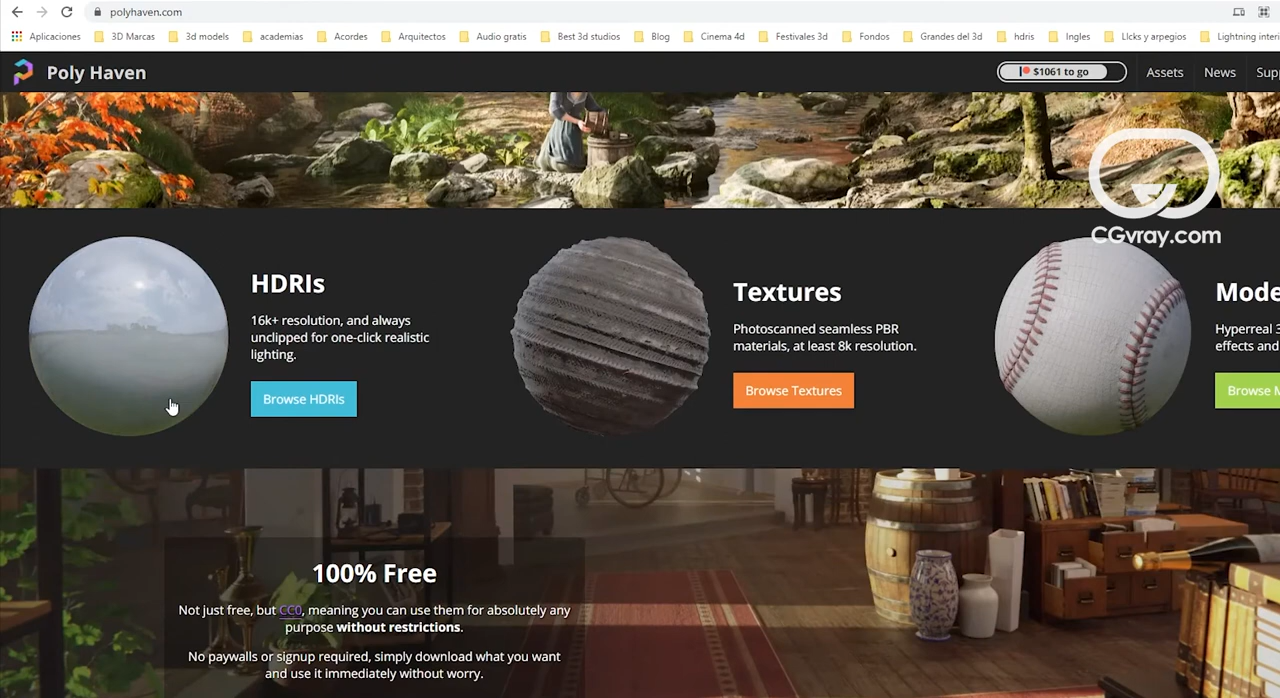 polyhaven.com
Aplicaciones 3D Marcas 3d models academias Acordes Arquitectos Audio gratis Best 3d studios Blog Cinema 4d Festivales 3d Fondos Grandes del 3d hdris Ingles LIcks y arpegios Lightning interi
Poly Haven
$1061 to go
Assets News Supp
CGvray.com
HDRIs
16k+ resolution, and always
unclipped for one-click realistic
lighting.
Browse HDRIs
Textures
Photoscanned seamless PBR
materials, at least 8k resolution.
Browse Textures
Mode
Hyperreal 3
effects and
Browse M
100% Free
Not just free, but CC0, meaning you can use them for absolutely any
purpose without restrictions.
No paywalls or signup required, simply download what you want
and use it immediately without worry.